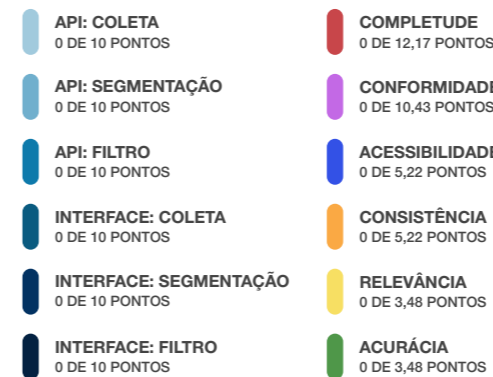 API: COLETA
0 DE 10 PONTOS
API: SEGMENTAÇÃO
0 DE 10 PONTOS
API: FILTRO
0 DE 10 PONTOS
INTERFACE: COLETA
0 DE 10 PONTOS
INTERFACE: SEGMENTAÇÃO
0 DE 10 PONTOS
INTERFACE: FILTRO
0 DE 10 PONTOS
COMPLETUDE
0 DE 12,17 PONTOS
CONFORMIDADE
0 DE 10,43 PONTOS
ACESSIBILIDADE
0 DE 5,22 PONTOS
CONSISTÊNCIA
0 DE 5,22 PONTOS
RELEVÂNCIA
0 DE 3,48 PONTOS
ACURÁCIA
0 DE 3,48 PONTOS